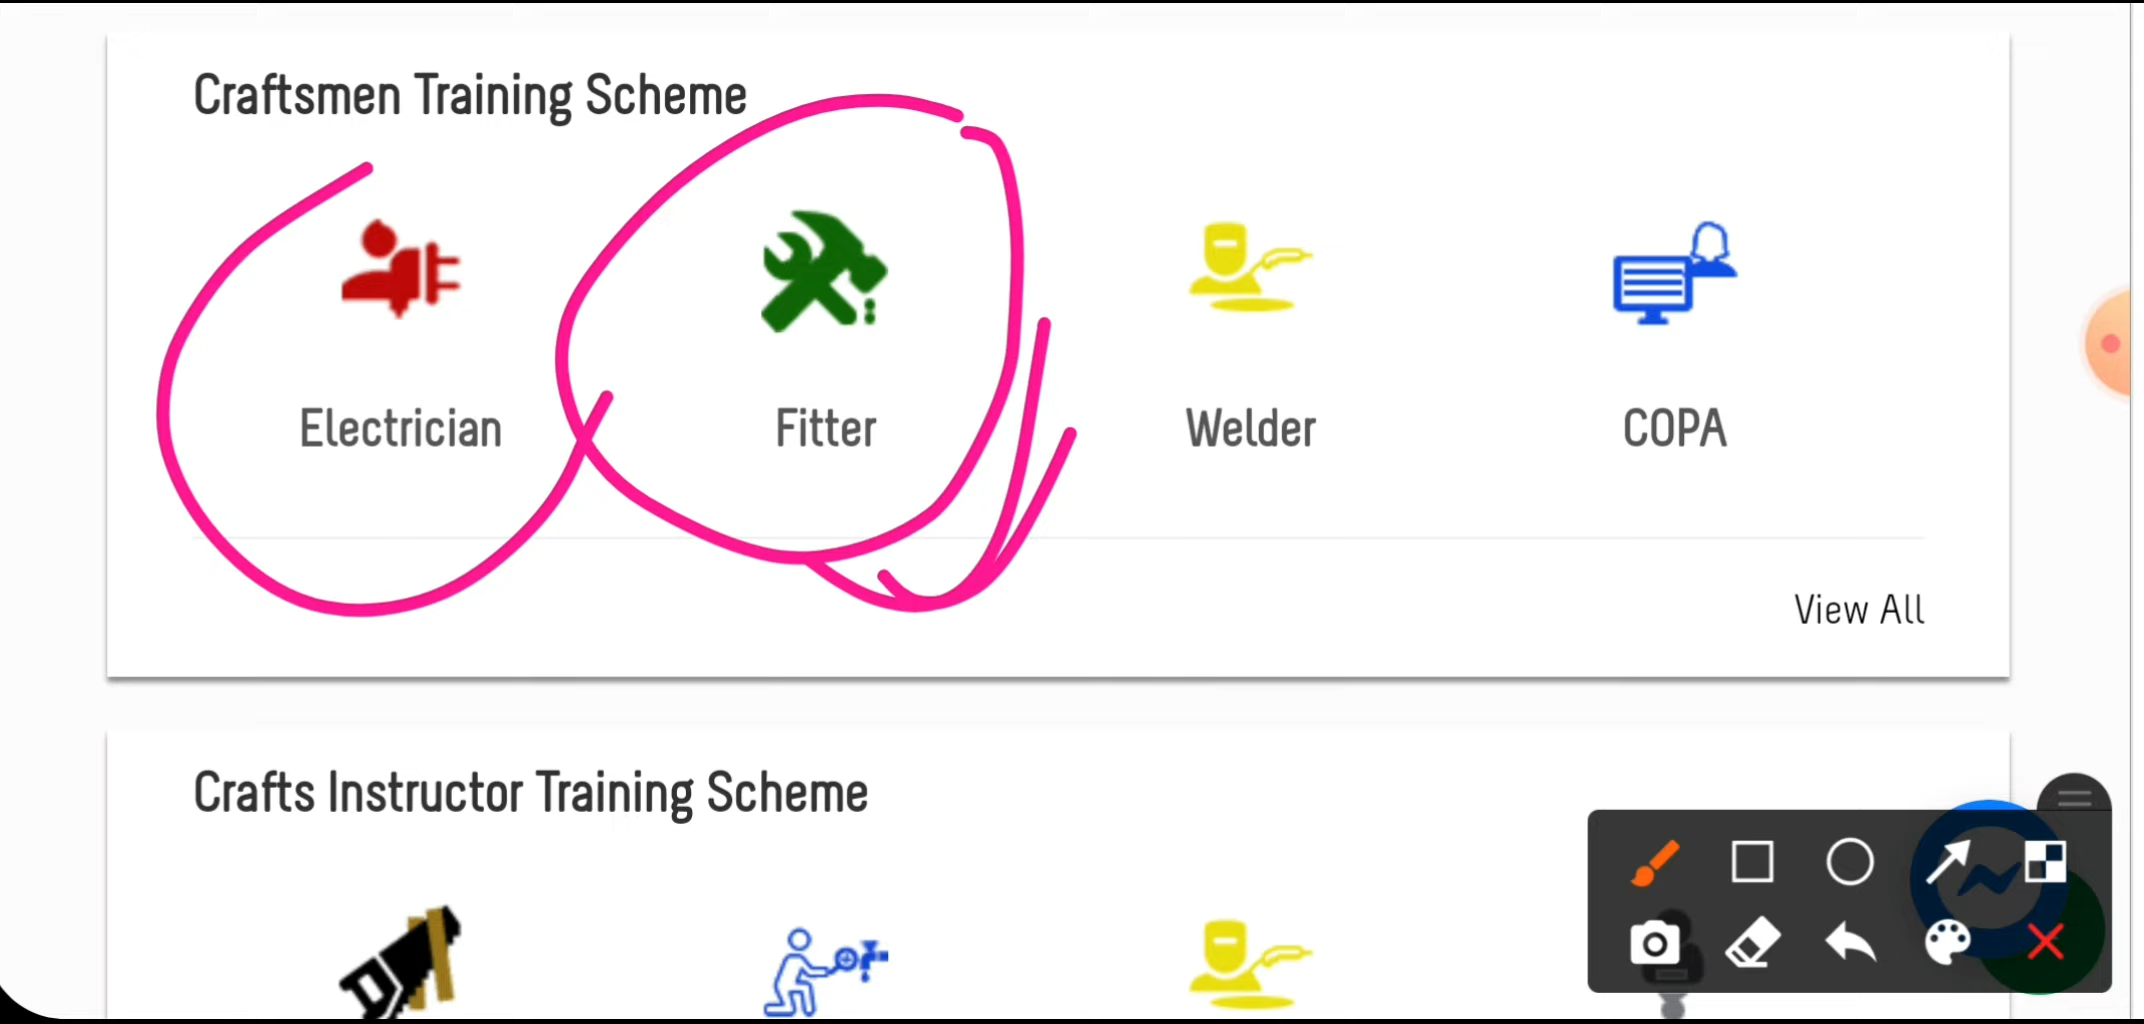 Craftsmen Training Scheme
Electrician
Fitter
Welder
COPA
View All
Crafts Instructor Training Scheme